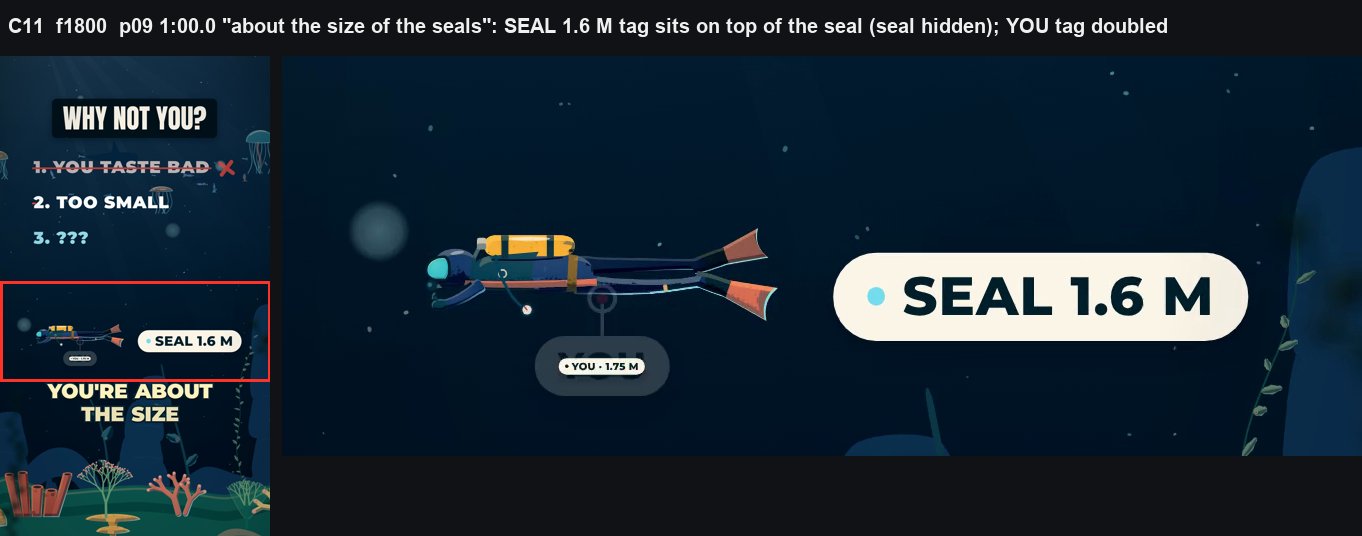 C11 f1800 p09 1:00.0 "about the size of the seals": SEAL 1.6 M tag sits on top of the seal (seal hidden); YOU tag doubled
WHY NOT YOU?
1. YOU TASTE BAD
2. TOO SMALL
3. ???
SEAL 1.6 M
YOU'RE ABOUT
THE SIZE
SEAL 1.6 M
YOU
YOU · 1.75 M